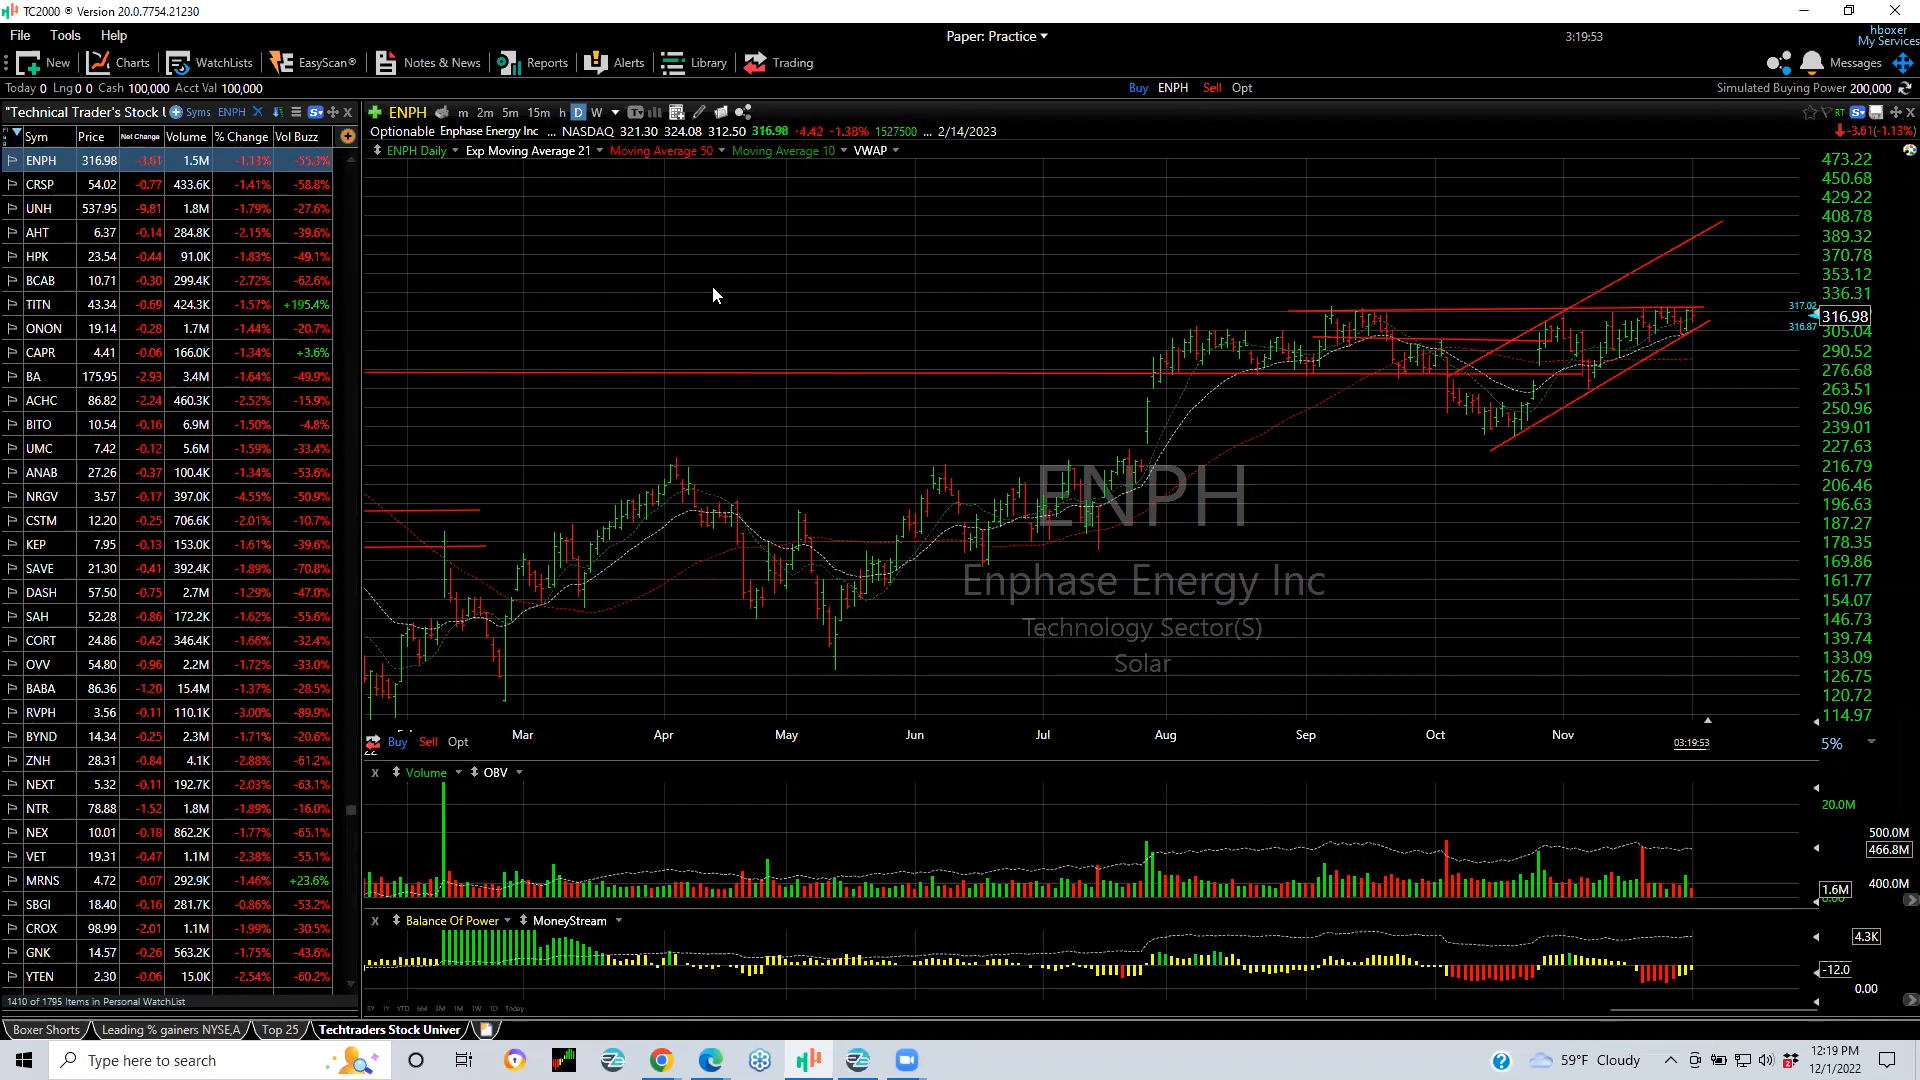 TC2000 ® Version 20.0.7754.21230
File Tools Help
Paper: Practice
3:19:53
hboxer
My Services
New Charts WatchLists EasyScan® Notes & News Reports Alerts Library Trading
Messages
Today 0 Lng 0 0 Cash 100,000 Acct Val 100,000
Buy ENPH Sell Opt
Simulated Buying Power 200,000
"Technical Trader's Stock U Syms ENPH
ENPH m 2m 5m 15m h D W
RT
Optionable Enphase Energy Inc ... NASDAQ 321.30 324.08 312.50 316.98 -4.42 -1.38% 1527500 ... 2/14/2023
-3.61(-1.13%)
ENPH Daily Exp Moving Average 21 Moving Average 50 Moving Average 10 VWAP
Sym Price Net Change Volume % Change Vol Buzz
ENPH 316.98 -3.61 1.5M -1.13% -55.3%
CRSP 54.02 -0.77 433.6K -1.41% -58.8%
UNH 537.95 -9.81 1.8M -1.79% -27.6%
AHT 6.37 -0.14 284.8K -2.15% -39.6%
HPK 23.54 -0.44 91.0K -1.83% -49.1%
BCAB 10.71 -0.30 299.4K -2.72% -62.6%
TITN 43.34 -0.69 424.3K -1.57% +195.4%
ONON 19.14 -0.28 1.7M -1.44% -20.7%
CAPR 4.41 -0.06 166.0K -1.34% +3.6%
BA 175.95 -2.93 3.4M -1.64% -49.9%
ACHC 86.82 -2.24 460.3K -2.52% -15.9%
BITO 10.54 -0.16 6.9M -1.50% -4.8%
UMC 7.42 -0.12 5.6M -1.59% -33.4%
ANAB 27.26 -0.37 100.4K -1.34% -53.6%
NRGV 3.57 -0.17 397.0K -4.55% -50.9%
CSTM 12.20 -0.25 706.6K -2.01% -10.7%
KEP 7.95 -0.13 153.0K -1.61% -39.6%
SAVE 21.30 -0.41 392.4K -1.89% -70.8%
DASH 57.50 -0.75 2.7M -1.29% -47.0%
SAH 52.28 -0.86 172.2K -1.62% -55.6%
CORT 24.86 -0.42 346.4K -1.66% -32.4%
OVV 54.80 -0.96 2.2M -1.72% -33.0%
BABA 86.36 -1.20 15.4M -1.37% -28.5%
RVPH 3.56 -0.11 110.1K -3.00% -89.9%
BYND 14.34 -0.25 2.3M -1.71% -20.6%
ZNH 28.31 -0.84 4.1K -2.88% -61.2%
NEXT 5.32 -0.11 192.7K -2.03% -63.1%
NTR 78.88 -1.52 1.8M -1.89% -16.0%
NEX 10.01 -0.18 862.2K -1.77% -65.1%
VET 19.31 -0.47 1.1M -2.38% -55.1%
MRNS 4.72 -0.07 292.9K -1.46% +23.6%
SBGI 18.40 -0.16 281.7K -0.86% -53.2%
CROX 98.99 -2.01 1.1M -1.99% -30.5%
GNK 14.57 -0.26 563.2K -1.75% -43.6%
YTEN 2.30 -0.06 15.0K -2.54% -60.2%
1410 of 1795 Items in Personal WatchList
473.22
450.68
429.22
408.78
389.32
370.78
353.12
336.31
317.02
316.98
316.87
305.04
290.52
276.68
263.51
250.96
239.01
227.63
216.79
206.46
196.63
187.27
178.35
169.86
161.77
154.07
146.73
139.74
133.09
126.75
120.72
114.97
ENPH
Enphase Energy Inc
Technology Sector(S)
Solar
Mar Apr May Jun Jul Aug Sep Oct Nov
Buy Sell Opt
03:19:53
5%
22
Volume OBV
20.0M
500.0M
466.8M
1.6M
400.0M
0.00
Balance Of Power MoneyStream
4.3K
-12.0
0.00
5Y 1Y YTD 6M 3M 1M 1W 1D Today
Boxer Shorts Leading % gainers NYSE,A Top 25 Techtraders Stock Univer
Type here to search
59°F Cloudy
12:19 PM
12/1/2022